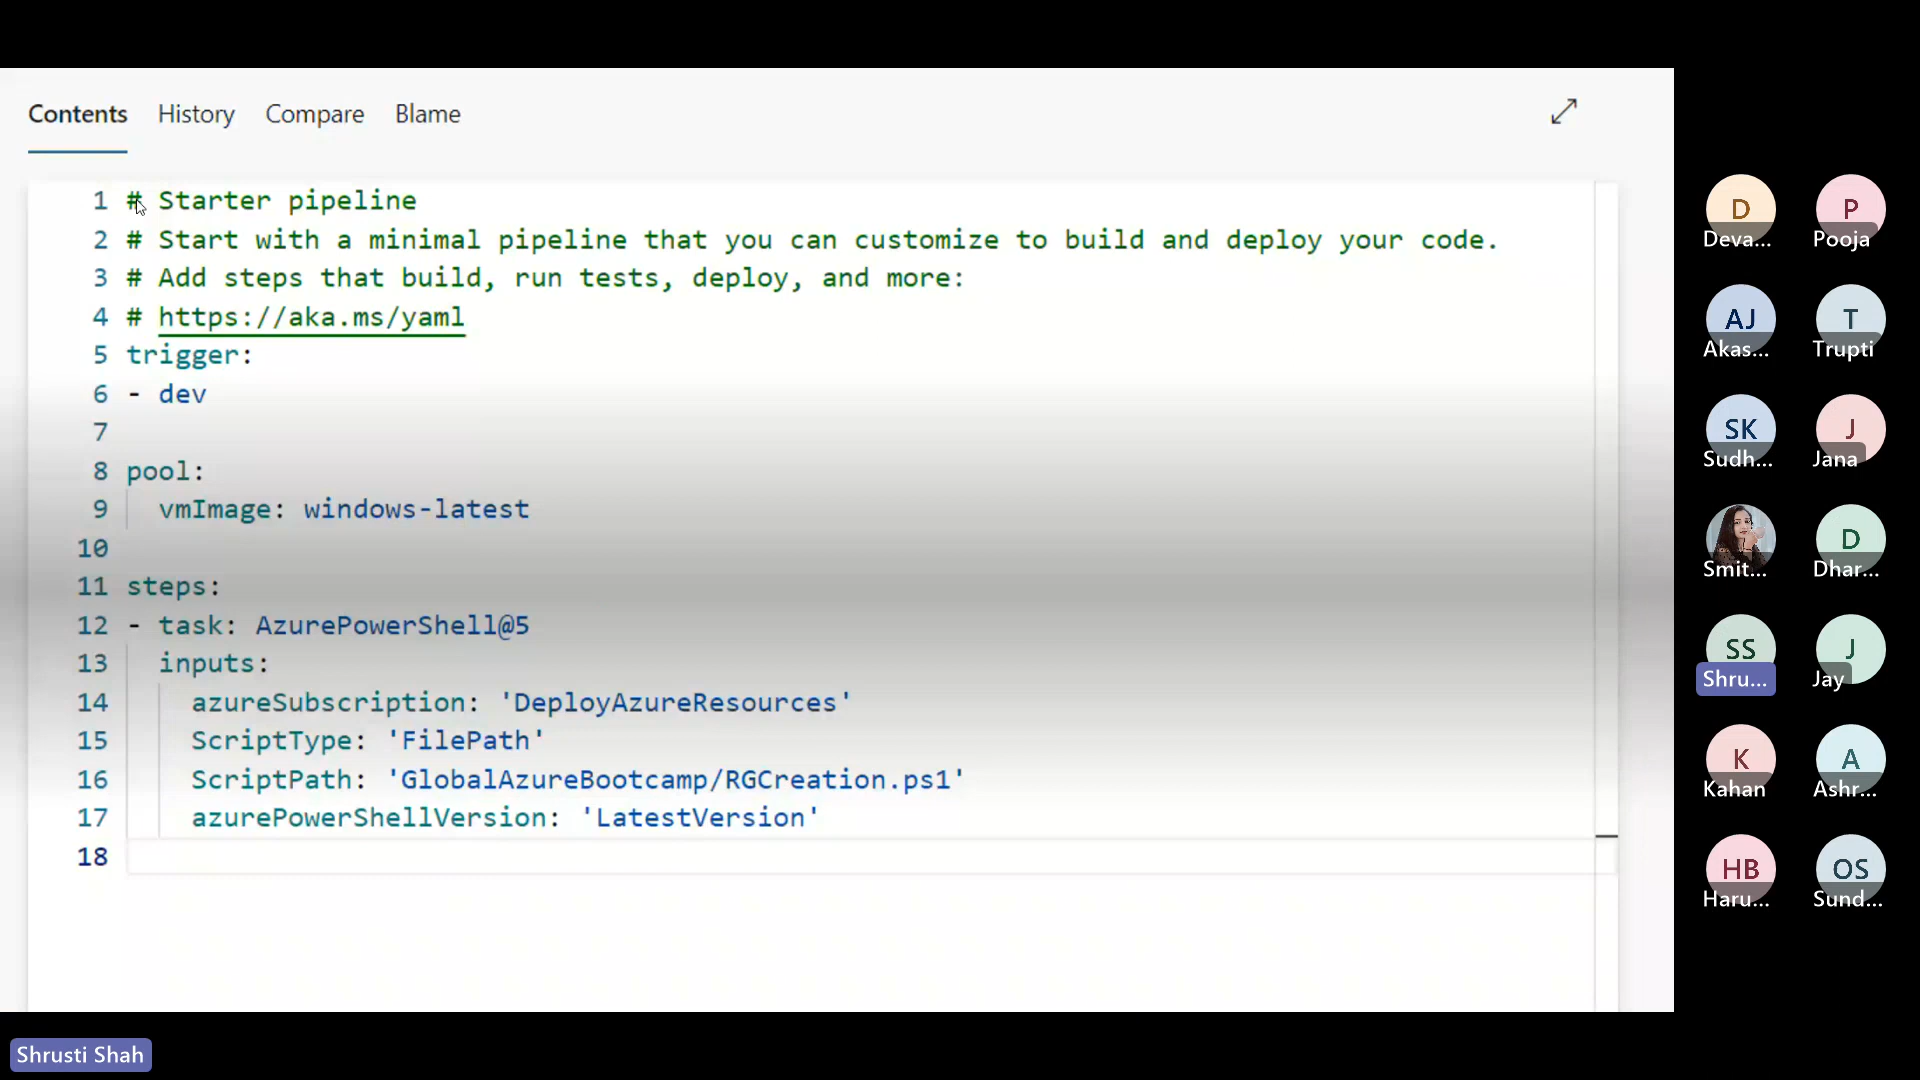 Contents History Compare Blame
1 # Starter pipeline
2 # Start with a minimal pipeline that you can customize to build and deploy your code.
3 # Add steps that build, run tests, deploy, and more:
4 # https://aka.ms/yaml
5 trigger:
6 - dev
7
8 pool:
9 vmImage: windows-latest
10
11 steps:
12 - task: AzurePowerShell@5
13 inputs:
14 azureSubscription: 'DeployAzureResources'
15 ScriptType: 'FilePath'
16 ScriptPath: 'GlobalAzureBootcamp/RGCreation.ps1'
17 azurePowerShellVersion: 'LatestVersion'
18
D P
Deva... Pooja
AJ T
Akas... Trupti
SK J
Sudh... Jana
D
Smit... Dhar...
SS J
Shru... Jay
K A
Kahan Ashr...
HB OS
Haru... Sund...
Shrusti Shah